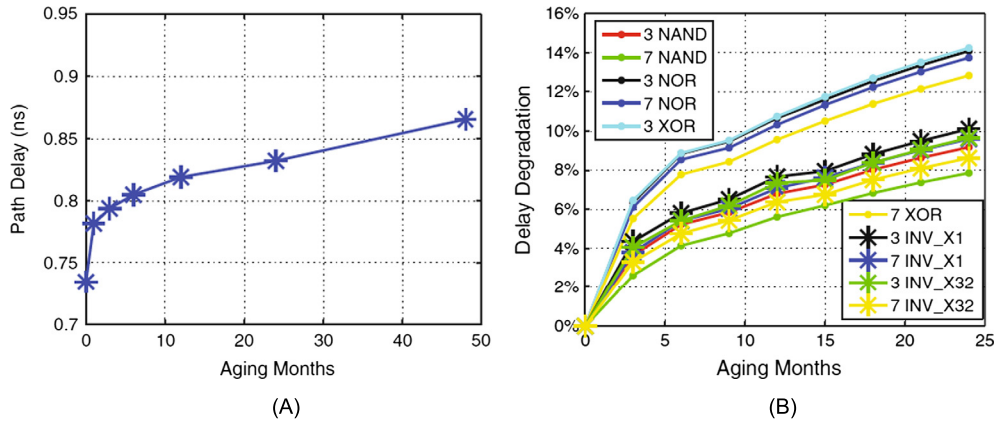 0.95
0.9
0.85
0.8
0.75
0.7
Path Delay (ns)
0
10
20
30
40
50
Aging Months
(A)
16%
14%
12%
10%
8%
6%
4%
2%
0%
Delay Degradation
3 NAND
7 NAND
3 NOR
7 NOR
3 XOR
7 XOR
3 INV_X1
7 INV_X1
3 INV_X32
7 INV_X32
0
5
10
15
20
25
Aging Months
(B)